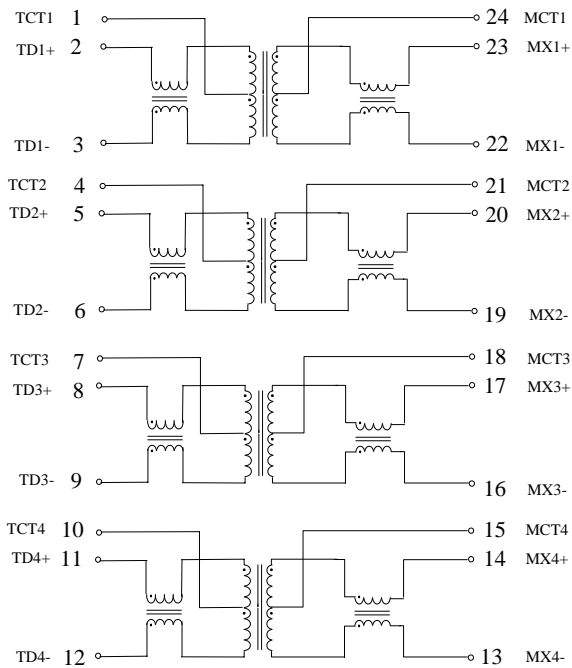 TCT1 1 24 MCT1
TD1+ 2 23 MX1+
TD1- 3 22 MX1-
TCT2 4 21 MCT2
TD2+ 5 20 MX2+
TD2- 6 19 MX2-
TCT3 7 18 MCT3
TD3+ 8 17 MX3+
TD3- 9 16 MX3-
TCT4 10 15 MCT4
TD4+ 11 14 MX4+
TD4- 12 13 MX4-